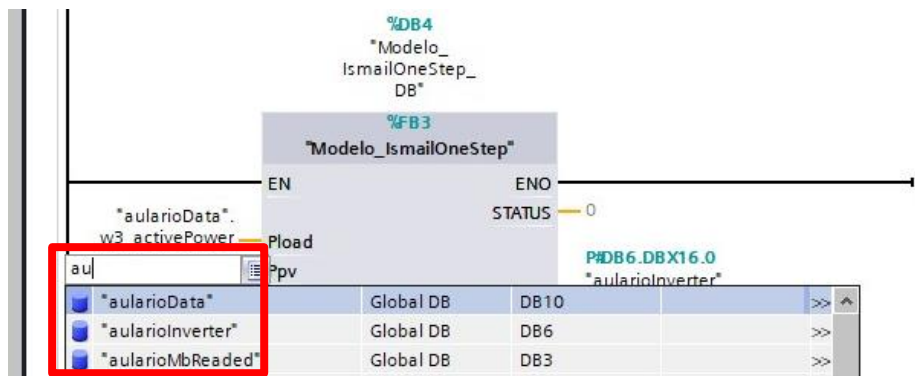 %DB4
"Modelo_
IsmailOneStep_
DB"
%FB3
"Modelo_IsmailOneStep"
EN ENO
STATUS 0
"aularioData".
w3_activePower Pload
au Ppv
P#DB6.DBX16.0
"aularioInverter"
"aularioData" Global DB DB10 >>
"aularioInverter" Global DB DB6 >>
"aularioMbReaded" Global DB DB3 >>